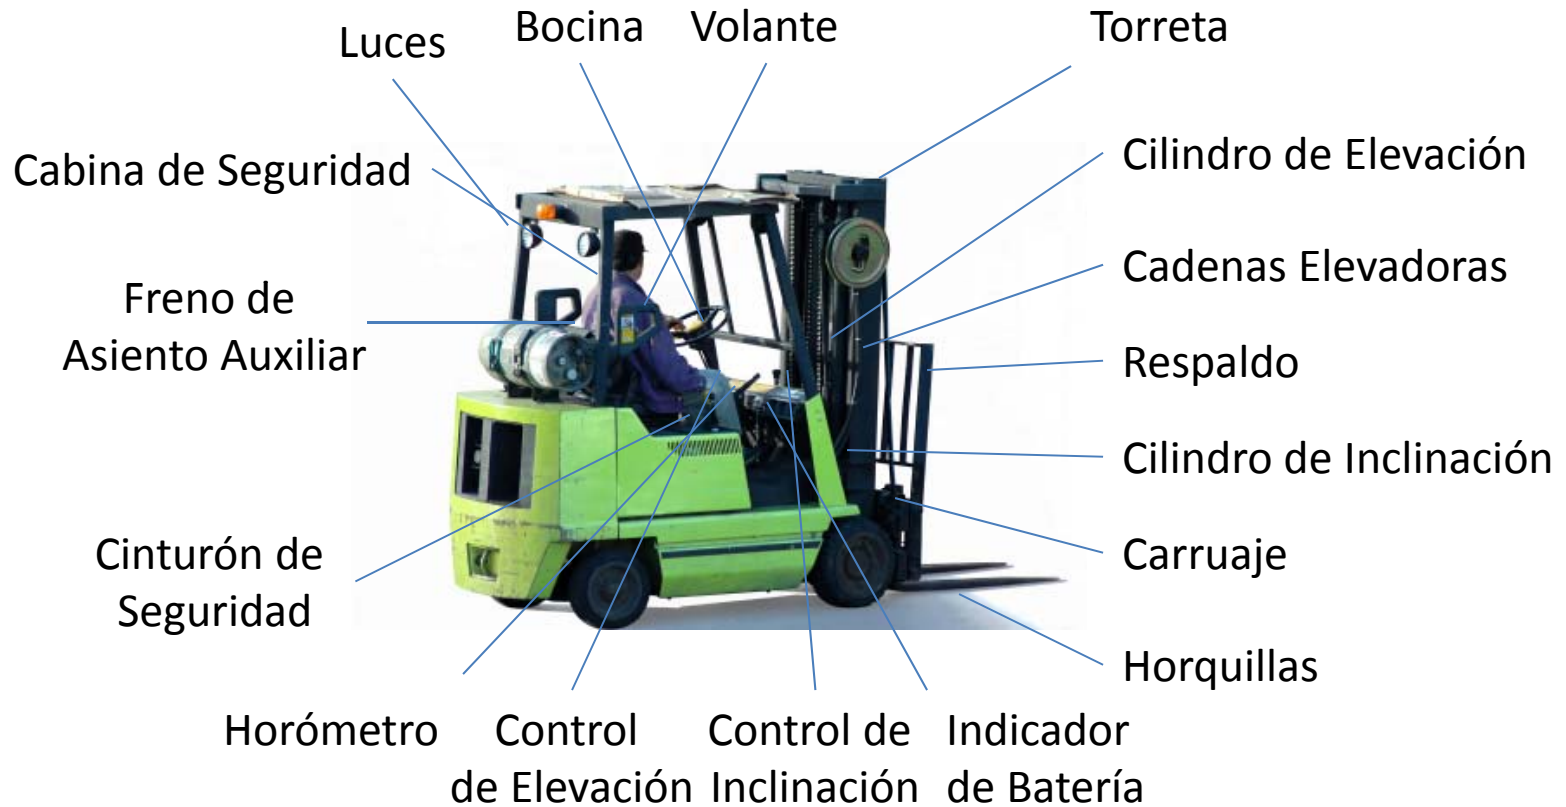 Luces
Bocina
Volante
Torreta
Cabina de Seguridad
Cilindro de Elevación
Freno de
Asiento Auxiliar
Cadenas Elevadoras
Respaldo
Cilindro de Inclinación
Cinturón de
Seguridad
Carruaje
Horquillas
Horómetro
Control
de Elevación
Control de
Inclinación
Indicador
de Batería